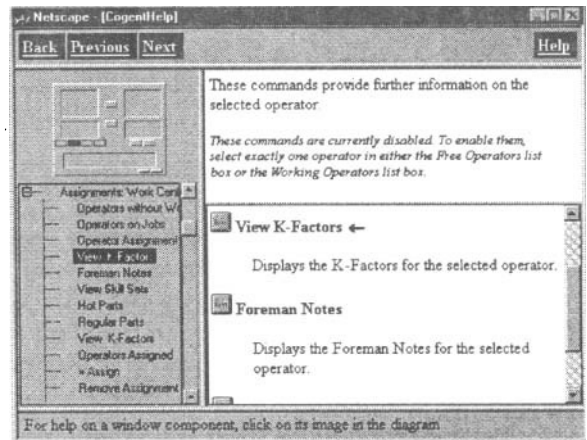 Netscape - [CogentHelp]
Back Previous Next
Help
These commands provide further information on the
selected operator
These commands are currently disabled. To enable them,
select exactly one operator in either the Free Operators list
box or the Working Operators list box.
Assignments: Work Cent
Operators without Wo
Operators on Jobs
Operator Assignment
View K-Factor
Foreman Notes
View Skill Sets
Hot Parts
Regular Parts
View K-Factors
Operators Assigned
« Assign
Remove Assignment
View K-Factors ←
Displays the K-Factors for the selected operator.
Foreman Notes
Displays the Foreman Notes for the selected
operator.
For help on a window component, click on its image in the diagram